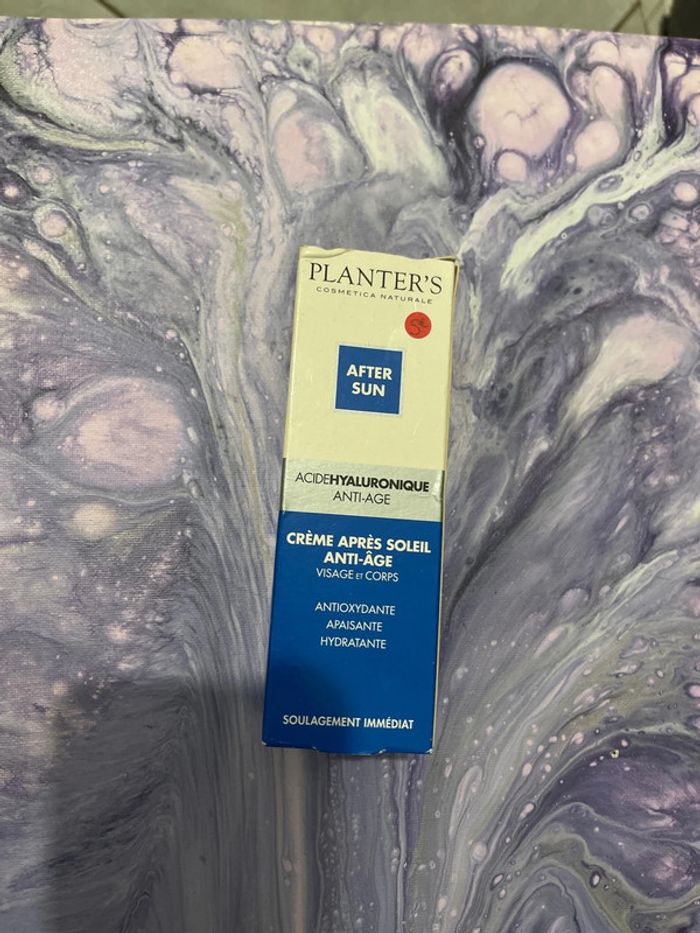 PLANTER'S
COSMETICA NATURALE
5€
AFTER
SUN
ACIDEHYALURONIQUE
ANTI-AGE
CRÈME APRÈS SOLEIL
ANTI-ÂGE
VISAGE ET CORPS
ANTIOXYDANTE
APAISANTE
HYDRATANTE
SOULAGEMENT IMMÉDIAT